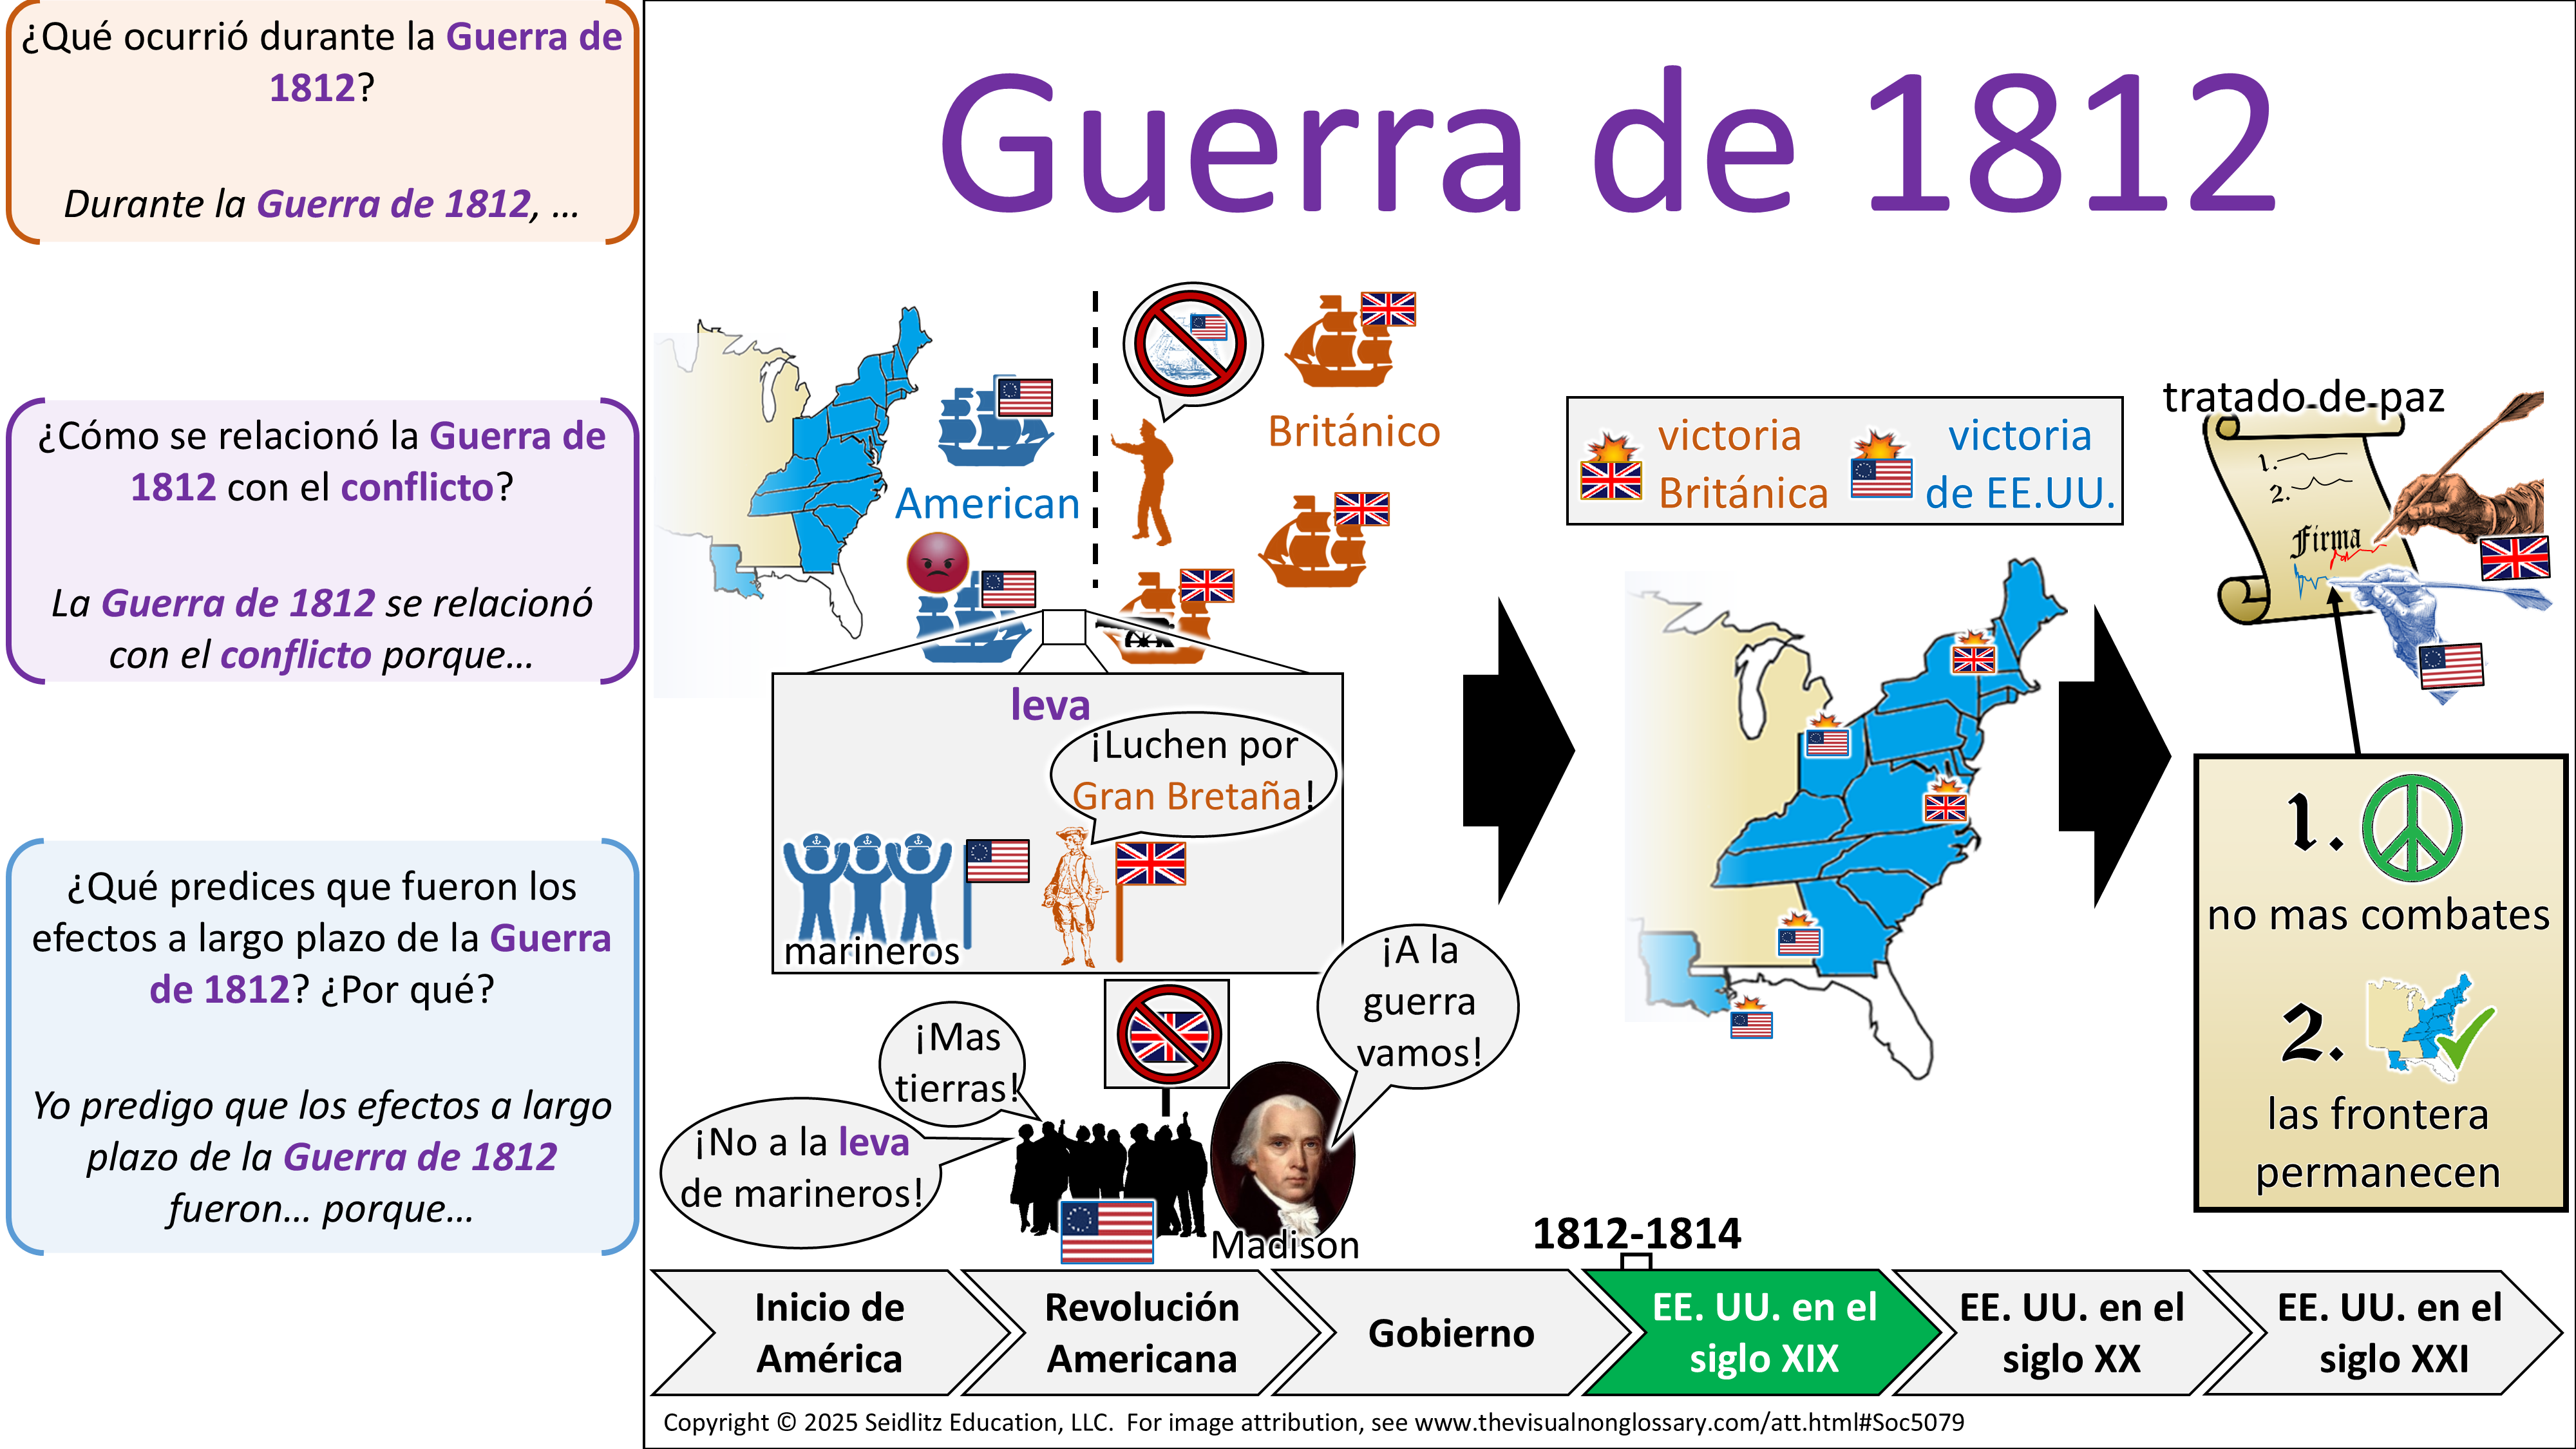 ¿Qué ocurrió durante la Guerra de
1812?
Durante la Guerra de 1812, ...
¿Cómo se relacionó la Guerra de
1812 con el conflicto?
La Guerra de 1812 se relacionó
con el conflicto porque...
¿Qué predices que fueron los
efectos a largo plazo de la Guerra
de 1812? ¿Por qué?
Yo predigo que los efectos a largo
plazo de la Guerra de 1812
fueron... porque...
Guerra de 1812
American
Británico
leva
¡Luchen por
Gran Bretaña!
marineros
¡Mas
tierras!
¡No a la leva
de marineros!
¡A la
guerra
vamos!
Madison
victoria
Británica
victoria
de EE.UU.
tratado de paz
1.
2.
Firma
1.
no mas combates
2.
las frontera
permanecen
1812-1814
Inicio de
América
Revolución
Americana
Gobierno
EE. UU. en el
siglo XIX
EE. UU. en el
siglo XX
EE. UU. en el
siglo XXI
Copyright © 2025 Seidlitz Education, LLC.  For image attribution, see www.thevisualnonglossary.com/att.html#Soc5079